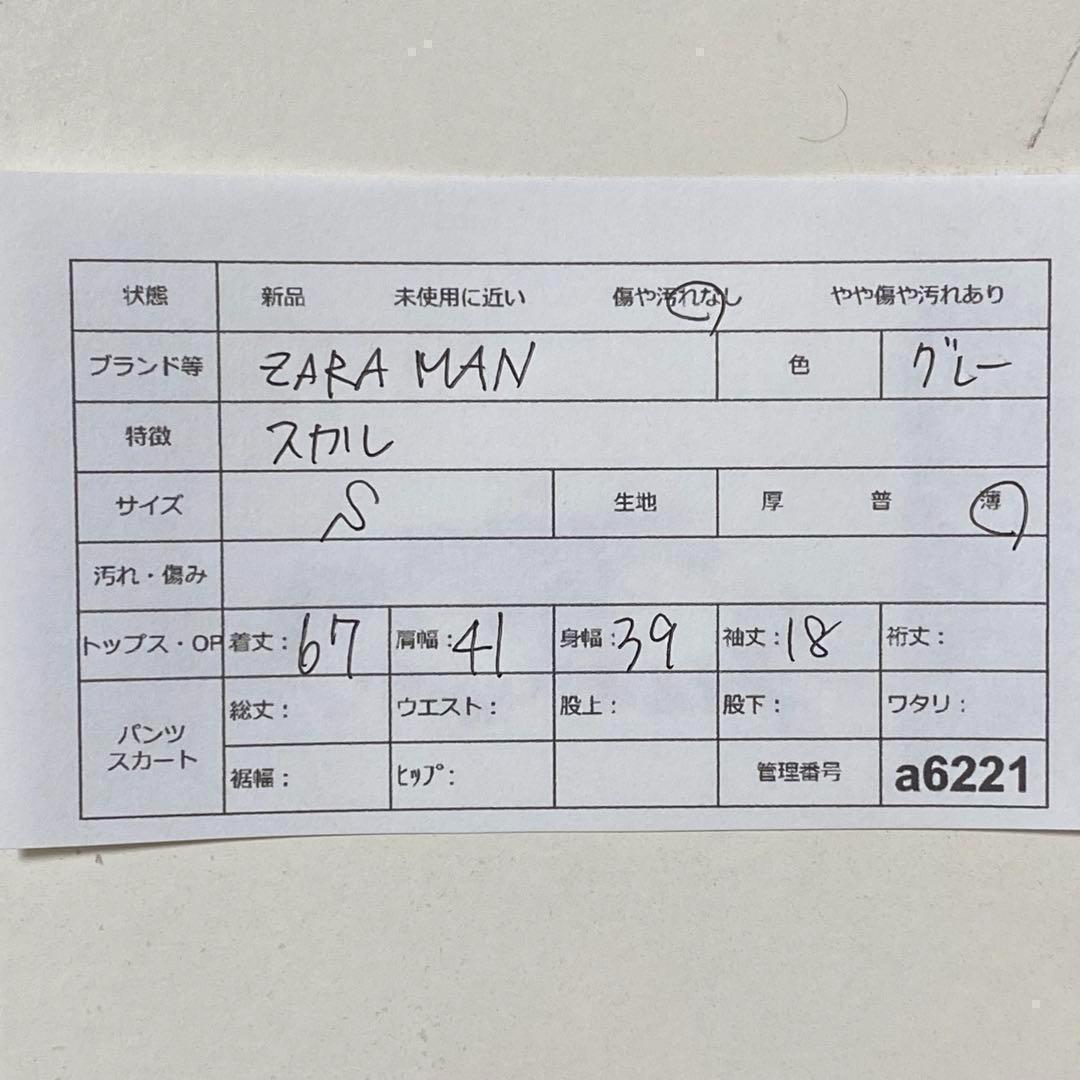 状態 新品 未使用に近い 傷や汚れなし やや傷や汚れあり
ブランド等 ZARA MAN 色 グレー
特徴 スカル
サイズ S 生地 厚 普 薄
汚れ・傷み
トップス・OP 着丈:67 肩幅:41 身幅:39 袖丈:18 裄丈:
パンツ スカート 総丈: ウエスト: 股上: 股下: ワタリ:
裾幅: ヒップ: 管理番号 a6221